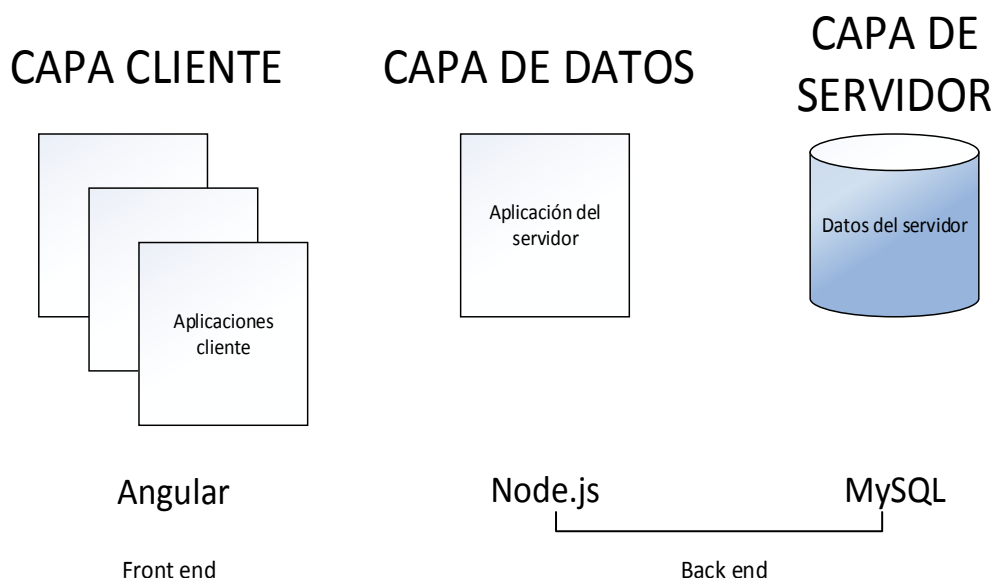 CAPA CLIENTE
CAPA DE DATOS
CAPA DE
SERVIDOR
Aplicaciones
cliente
Aplicación del
servidor
Datos del servidor
Angular
Node.js
MySQL
Front end
Back end